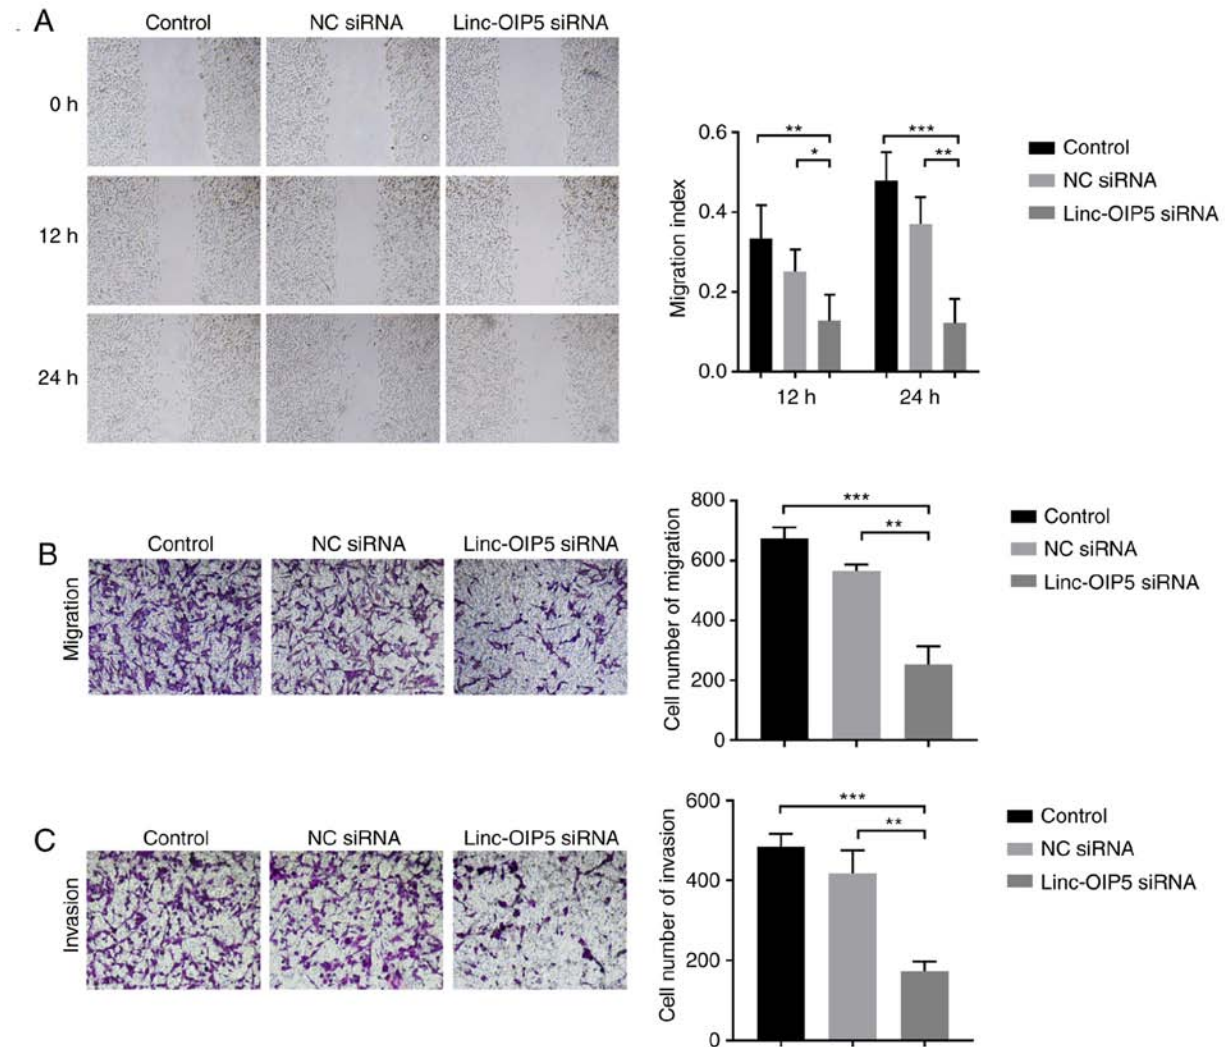 A
Control NC siRNA Linc-OIP5 siRNA
0 h
12 h
24 h
Migration index
0.6
0.4
0.2
0.0
** * *** **
12 h 24 h
Control
NC siRNA
Linc-OIP5 siRNA
B
Control NC siRNA Linc-OIP5 siRNA
Migration
Cell number of migration
800
600
400
200
0
***
**
Control
NC siRNA
Linc-OIP5 siRNA
C
Control NC siRNA Linc-OIP5 siRNA
Invasion
Cell number of invasion
600
400
200
0
***
**
Control
NC siRNA
Linc-OIP5 siRNA